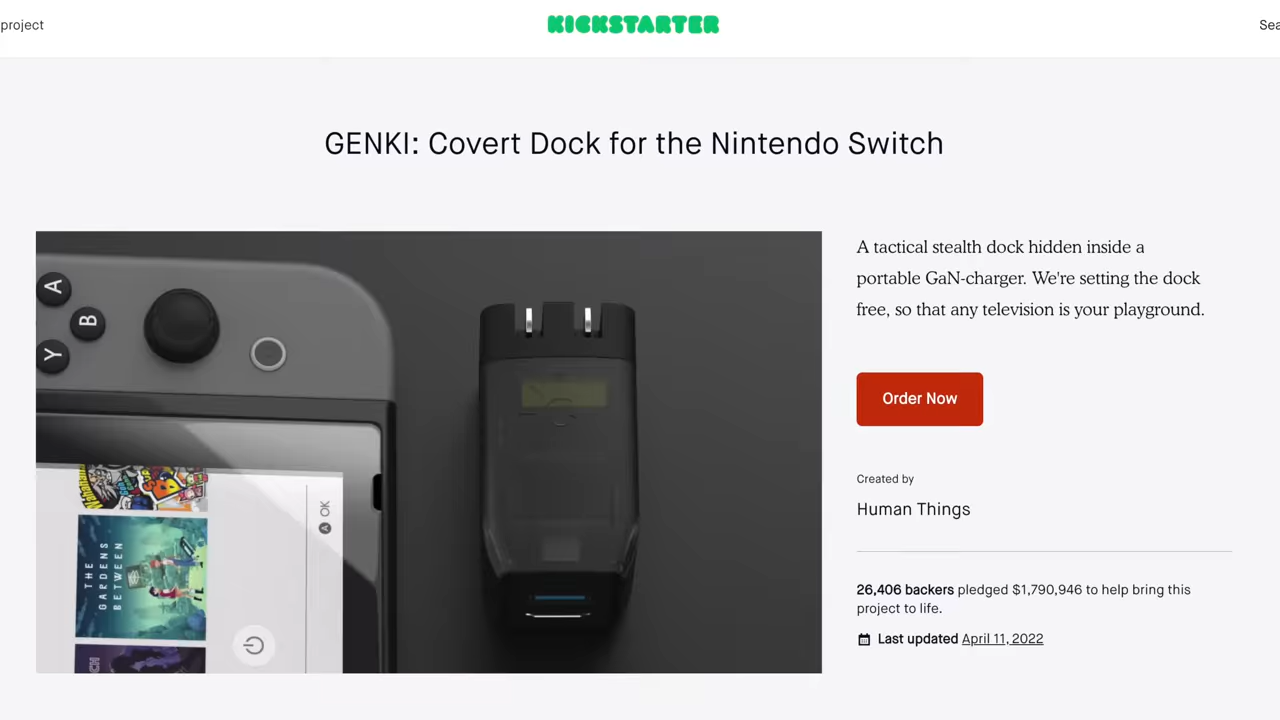 project
KICKSTARTER
GENKI: Covert Dock for the Nintendo Switch
A tactical stealth dock hidden inside a
portable GaN-charger. We're setting the dock
free, so that any television is your playground.
Order Now
Created by
Human Things
26,406 backers pledged $1,790,946 to help bring this
project to life.
Last updated April 11, 2022
A
B
Y
A OK
THE
GARDENS
BETWEEN